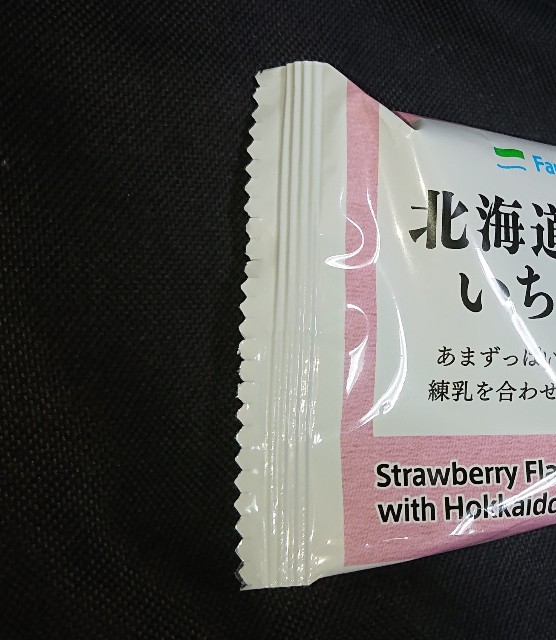 Fa
北海道
いち
あまずっぱい
練乳を合わせ
Strawberry Fla
with Hokkaido